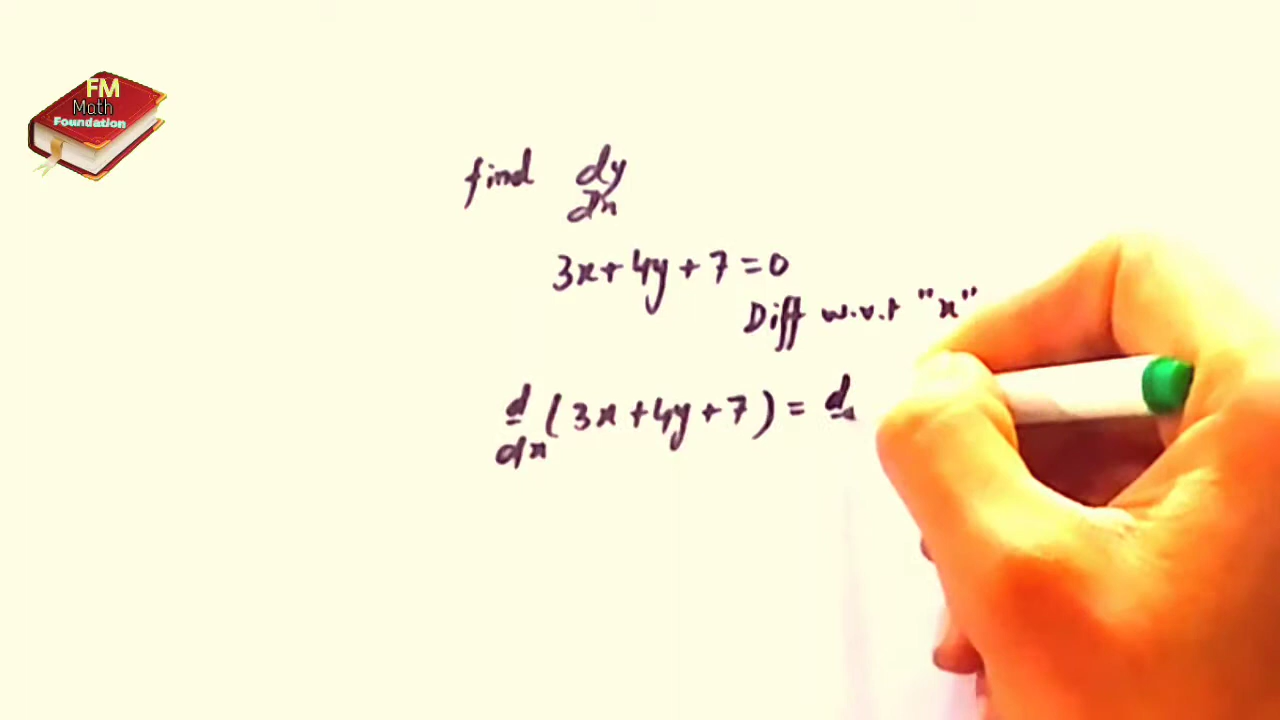 FM
Math
Foundation
find dy/dx
3x+4y+7=0
Diff w.r.t "x"
d/dx(3x+4y+7)=d